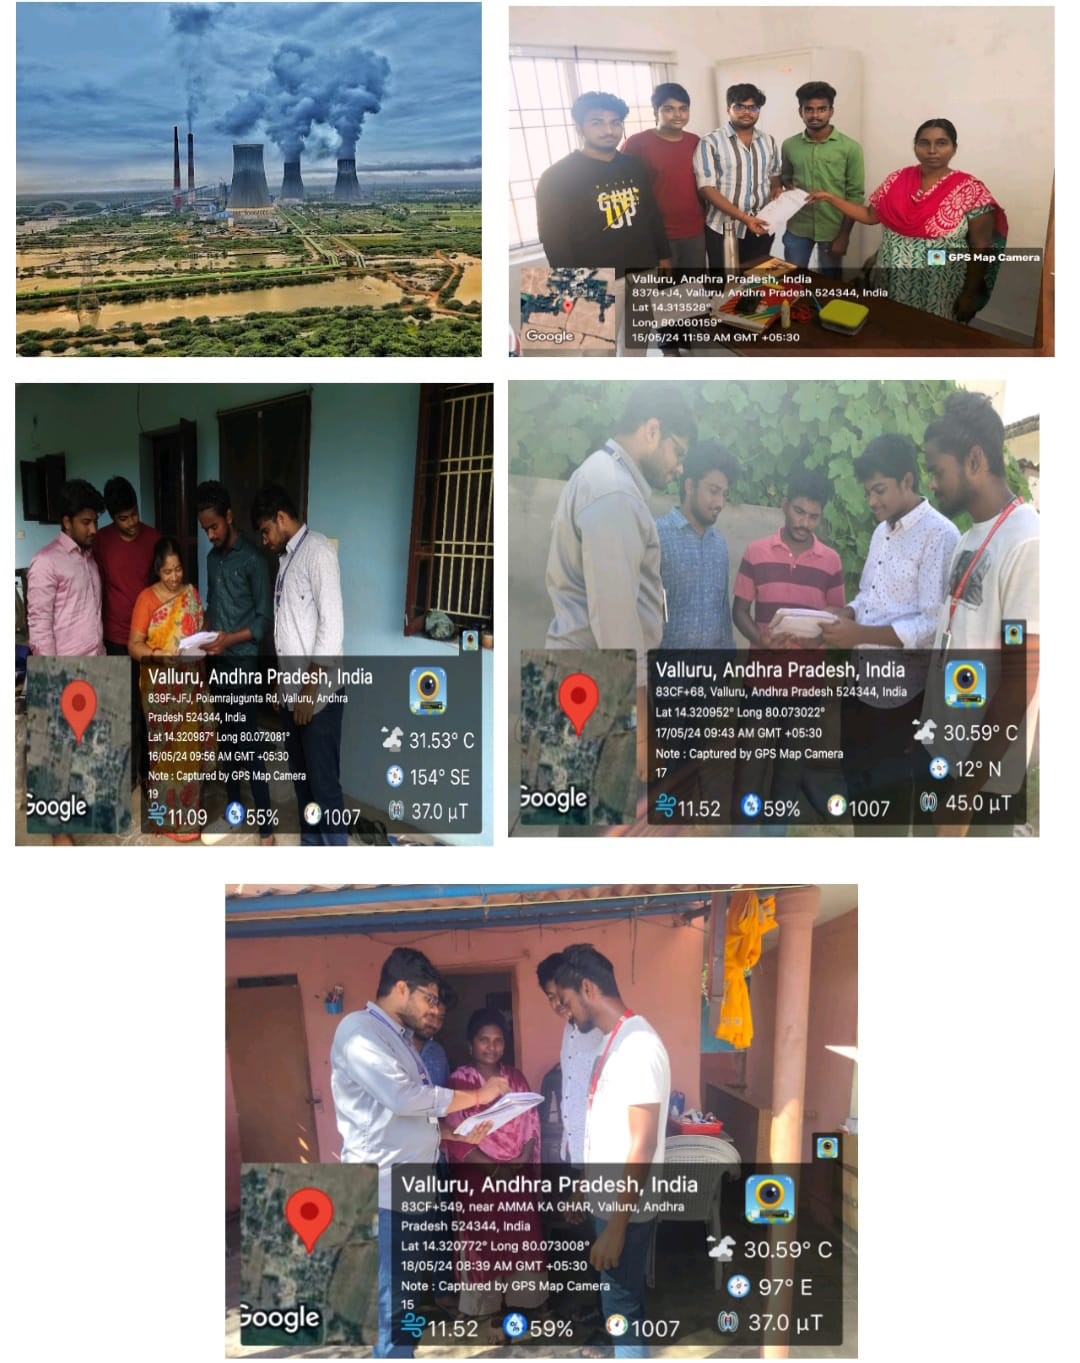 GPS Map Camera
Valluru, Andhra Pradesh, India
8376+J4, Valluru, Andhra Pradesh 524344, India
Lat 14.313528°
Long 80.060159°
15/05/24 11:59 AM GMT +05:30
Google
Valluru, Andhra Pradesh, India
839F+JFJ, Polamrajugunta Rd, Valluru, Andhra
Pradesh 524344, India
Lat 14.320987° Long 80.072081°
16/05/24 09:56 AM GMT +05:30
Note : Captured by GPS Map Camera
19
11.09 55% 1007
31.53° C
154° SE
37.0 µT
Google
Valluru, Andhra Pradesh, India
83CF+68, Valluru, Andhra Pradesh 524344, India
Lat 14.320952° Long 80.073022°
17/05/24 09:43 AM GMT +05:30
Note : Captured by GPS Map Camera
17
11.52 59% 1007
30.59° C
12° N
45.0 µT
Google
Valluru, Andhra Pradesh, India
83CF+549, near AMMA KA GHAR, Valluru, Andhra
Pradesh 524344, India
Lat 14.320772° Long 80.073008°
18/05/24 08:39 AM GMT +05:30
Note : Captured by GPS Map Camera
15
11.52 59% 1007
30.59° C
97° E
37.0 µT
Google